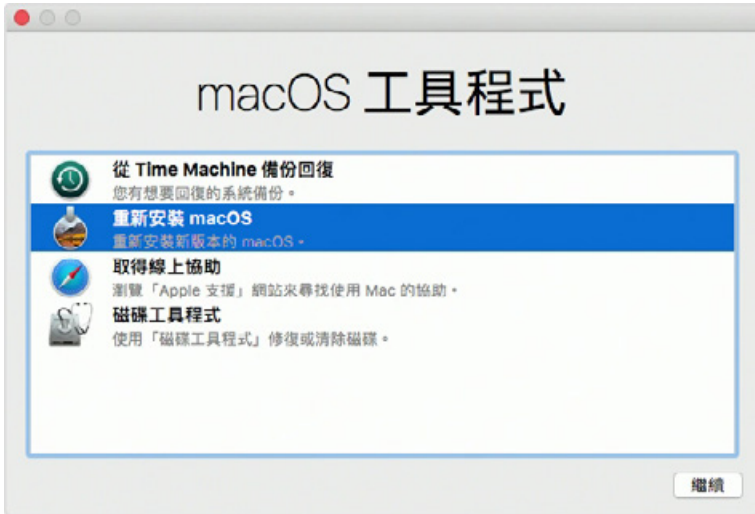 macOS 工具程式
從 Time Machine 備份回復
您有想要回復的系統備份。
重新安裝 macOS
重新安裝新版本的 macOS。
取得線上協助
瀏覽「Apple 支援」網站來尋找使用 Mac 的協助。
磁碟工具程式
使用「磁碟工具程式」修復或清除磁碟。
繼續